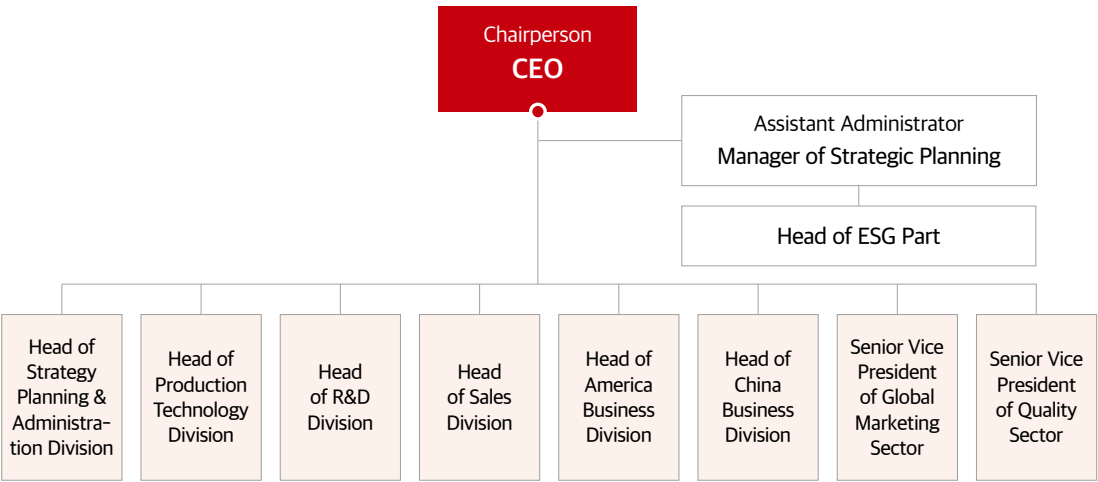 Chairperson
CEO
Assistant Administrator
Manager of Strategic Planning
Head of ESG Part
Head of
Strategy
Planning &
Administra-
tion Division
Head of
Production
Technology
Division
Head
of R&D
Division
Head
of Sales
Division
Head of
America
Business
Division
Head of
China
Business
Division
Senior Vice
President
of Global
Marketing
Sector
Senior Vice
President
of Quality
Sector